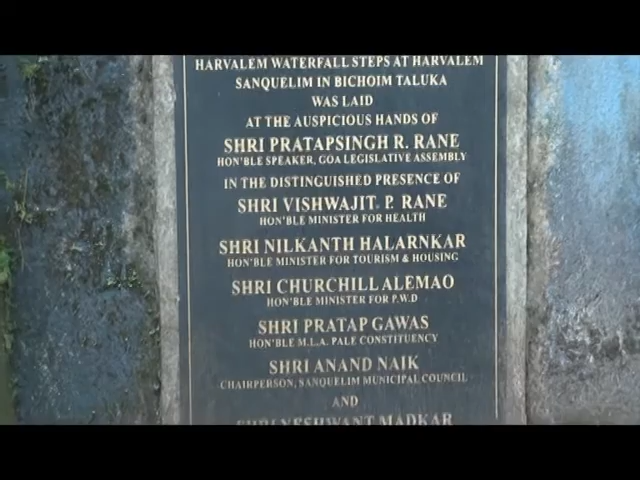 HARVALEM WATERFALL STEPS AT HARVALEM
SANQUELIM IN BICHOIM TALUKA
WAS LAID
AT THE AUSPICIOUS HANDS OF
SHRI PRATAPSINGH R. RANE
HON'BLE SPEAKER, GOA LEGISLATIVE ASSEMBLY
IN THE DISTINGUISHED PRESENCE OF
SHRI VISHWAJIT P. RANE
HON'BLE MINISTER FOR HEALTH
SHRI NILKANTH HALARNKAR
HON'BLE MINISTER FOR TOURISM & HOUSING
SHRI CHURCHILL ALEMAO
HON'BLE MINISTER FOR P.W.D
SHRI PRATAP GAWAS
HON'BLE M.L.A. PALE CONSTITUENCY
SHRI ANAND NAIK
CHAIRPERSON, SANQUELIM MUNICIPAL COUNCIL
AND
SHRI YESHWANT MADKAR